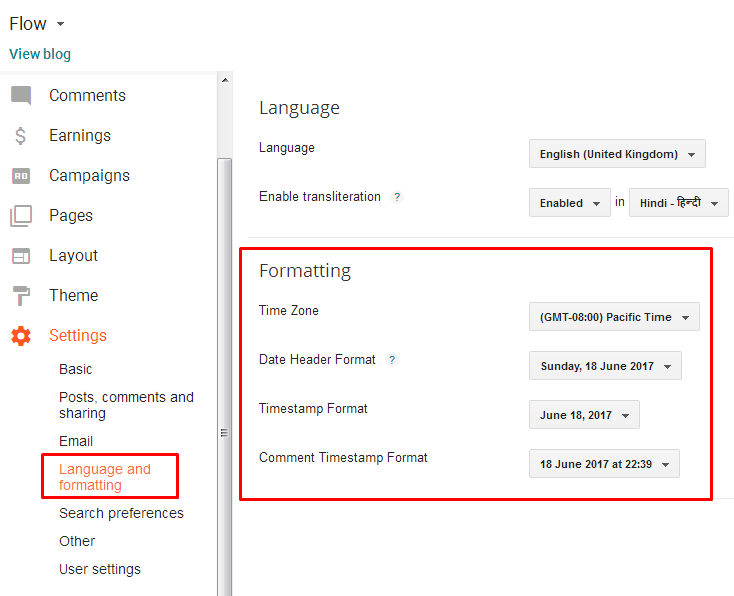 Flow
View blog
Comments
Earnings
AD
Campaigns
Pages
Layout
Theme
Settings
Basic
Posts, comments and
sharing
Email
Language and
formatting
Search preferences
Other
User settings
Language
Language
English (United Kingdom)
Enable transliteration ?
Enabled in Hindi - हिन्दी
Formatting
Time Zone
(GMT-08:00) Pacific Time
Date Header Format ?
Sunday, 18 June 2017
Timestamp Format
June 18, 2017
Comment Timestamp Format
18 June 2017 at 22:39